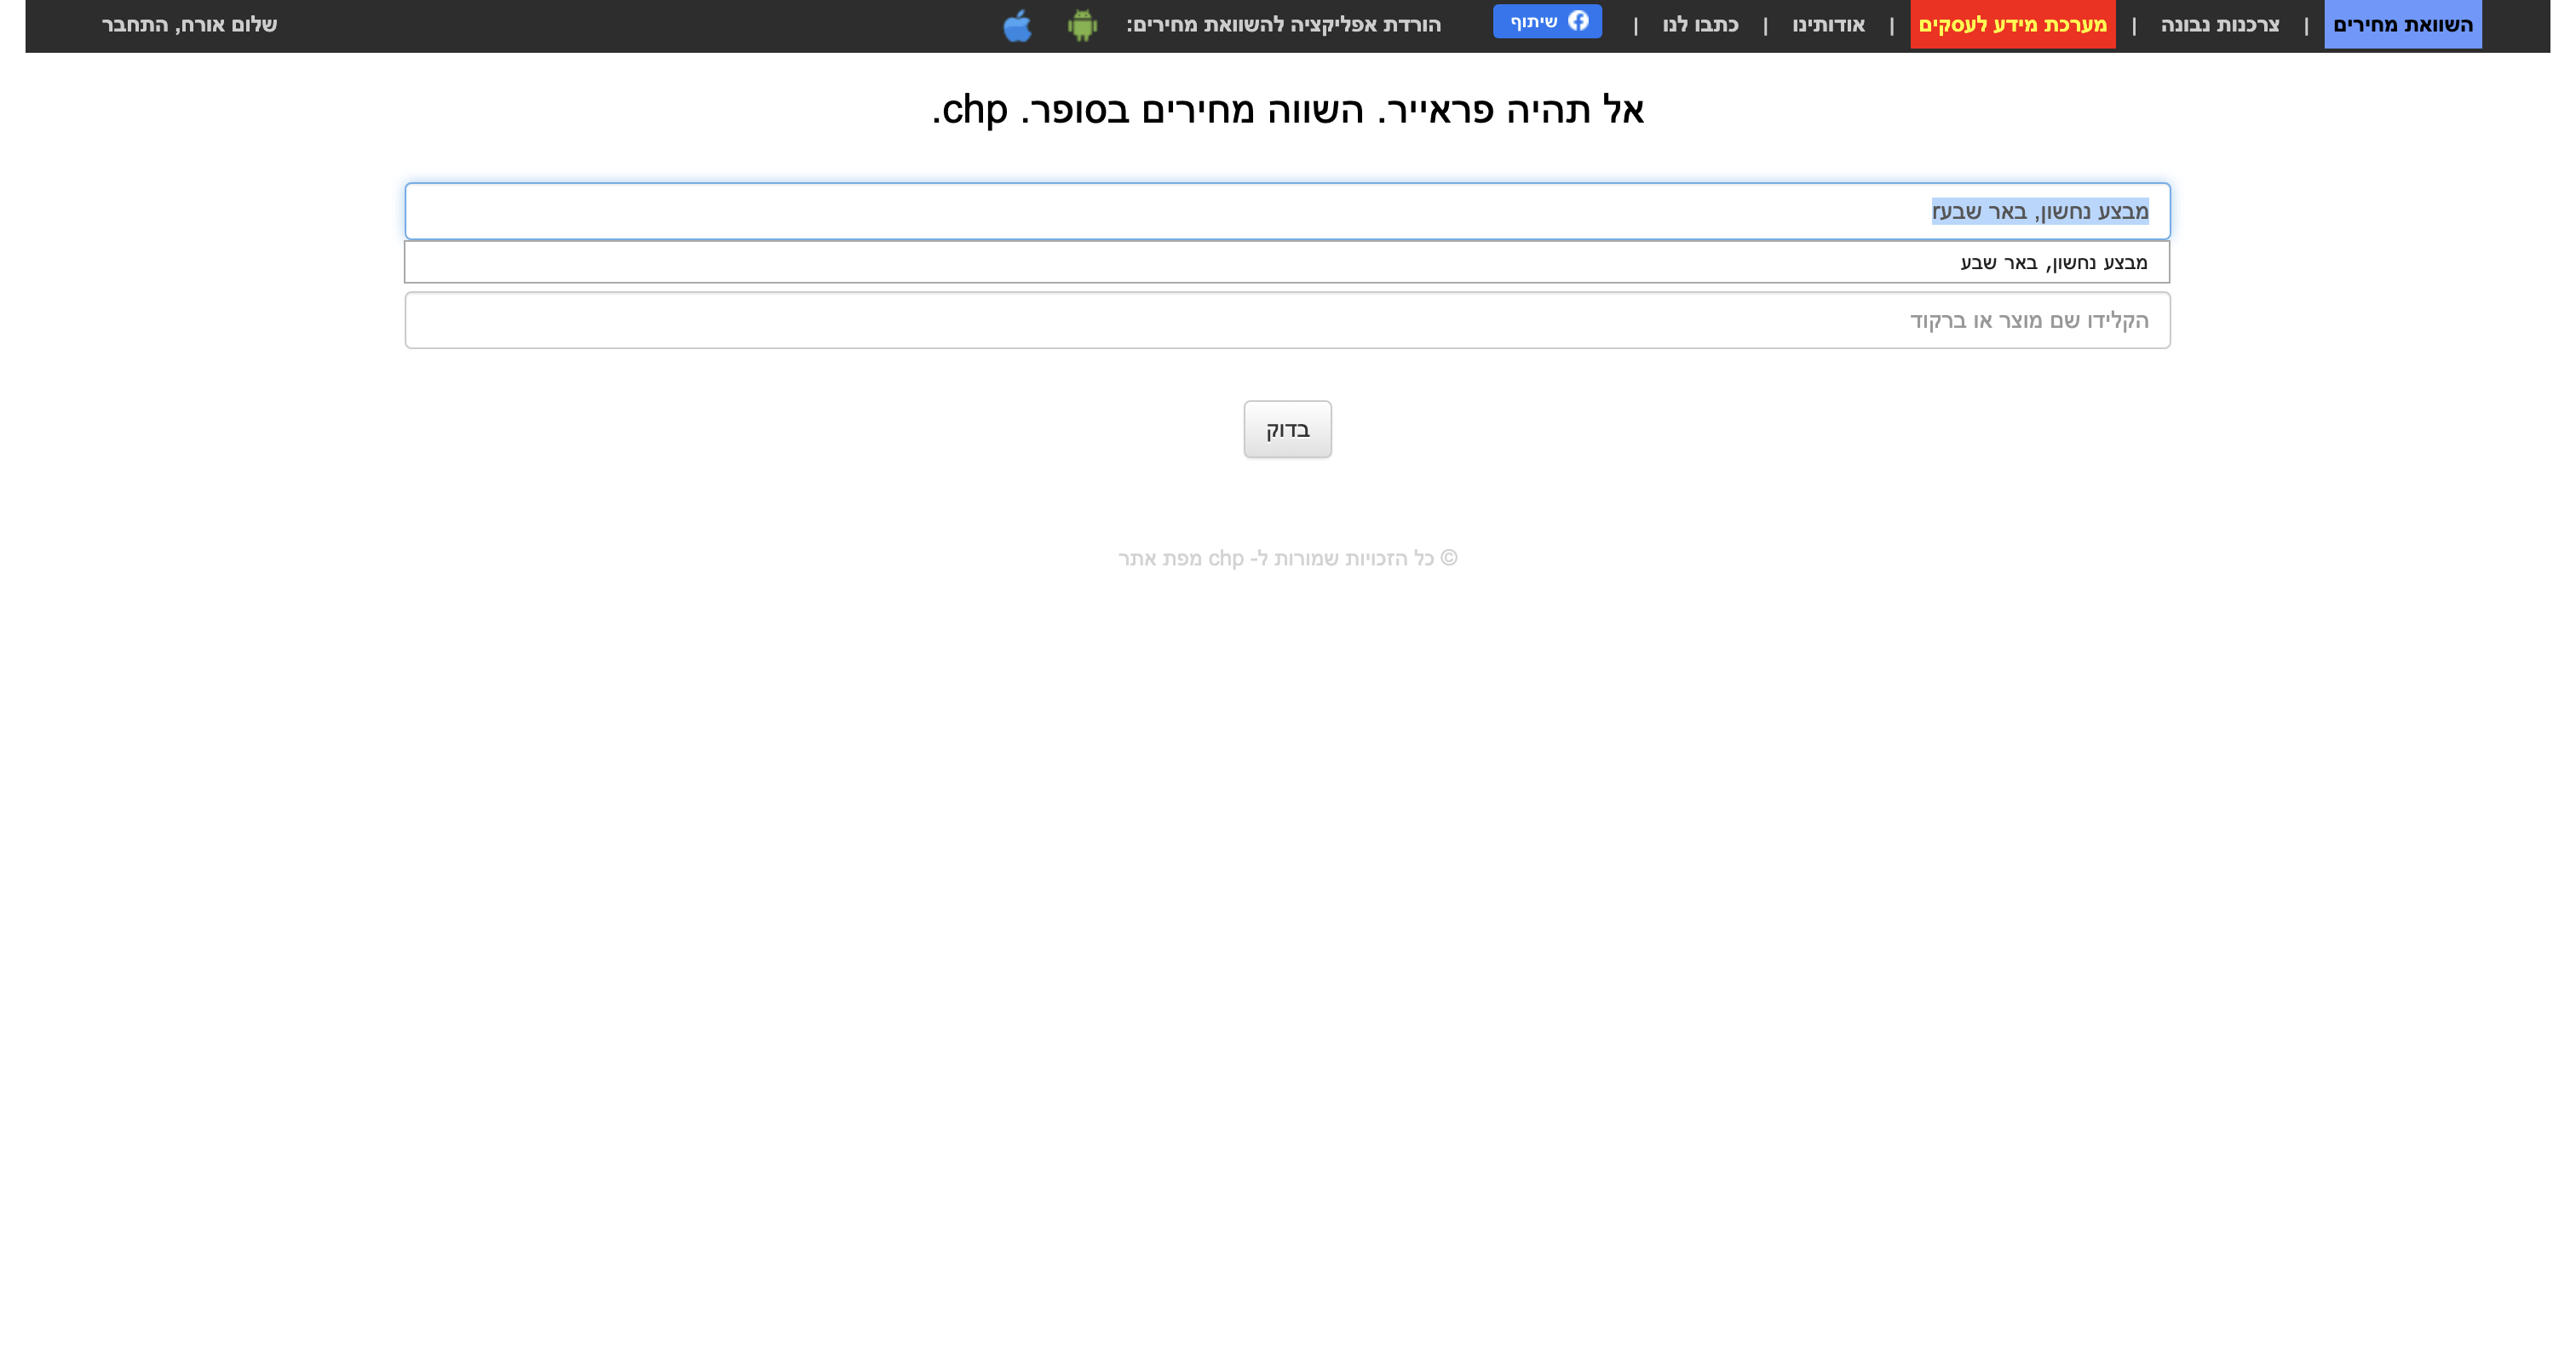 השוואת מחירים | צרכנות נבונה | מערכת מידע לעסקים | אודותינו | כתבו לנו | שיתוף הורדת אפליקציה להשוואת מחירים: שלום אורח, התחבר
אל תהיה פראייר. השווה מחירים בסופר. chp.
מבצע נחשון, באר שבעr
מבצע נחשון, באר שבע
הקלידו שם מוצר או ברקוד
בדוק
© כל הזכויות שמורות ל- chp מפת אתר